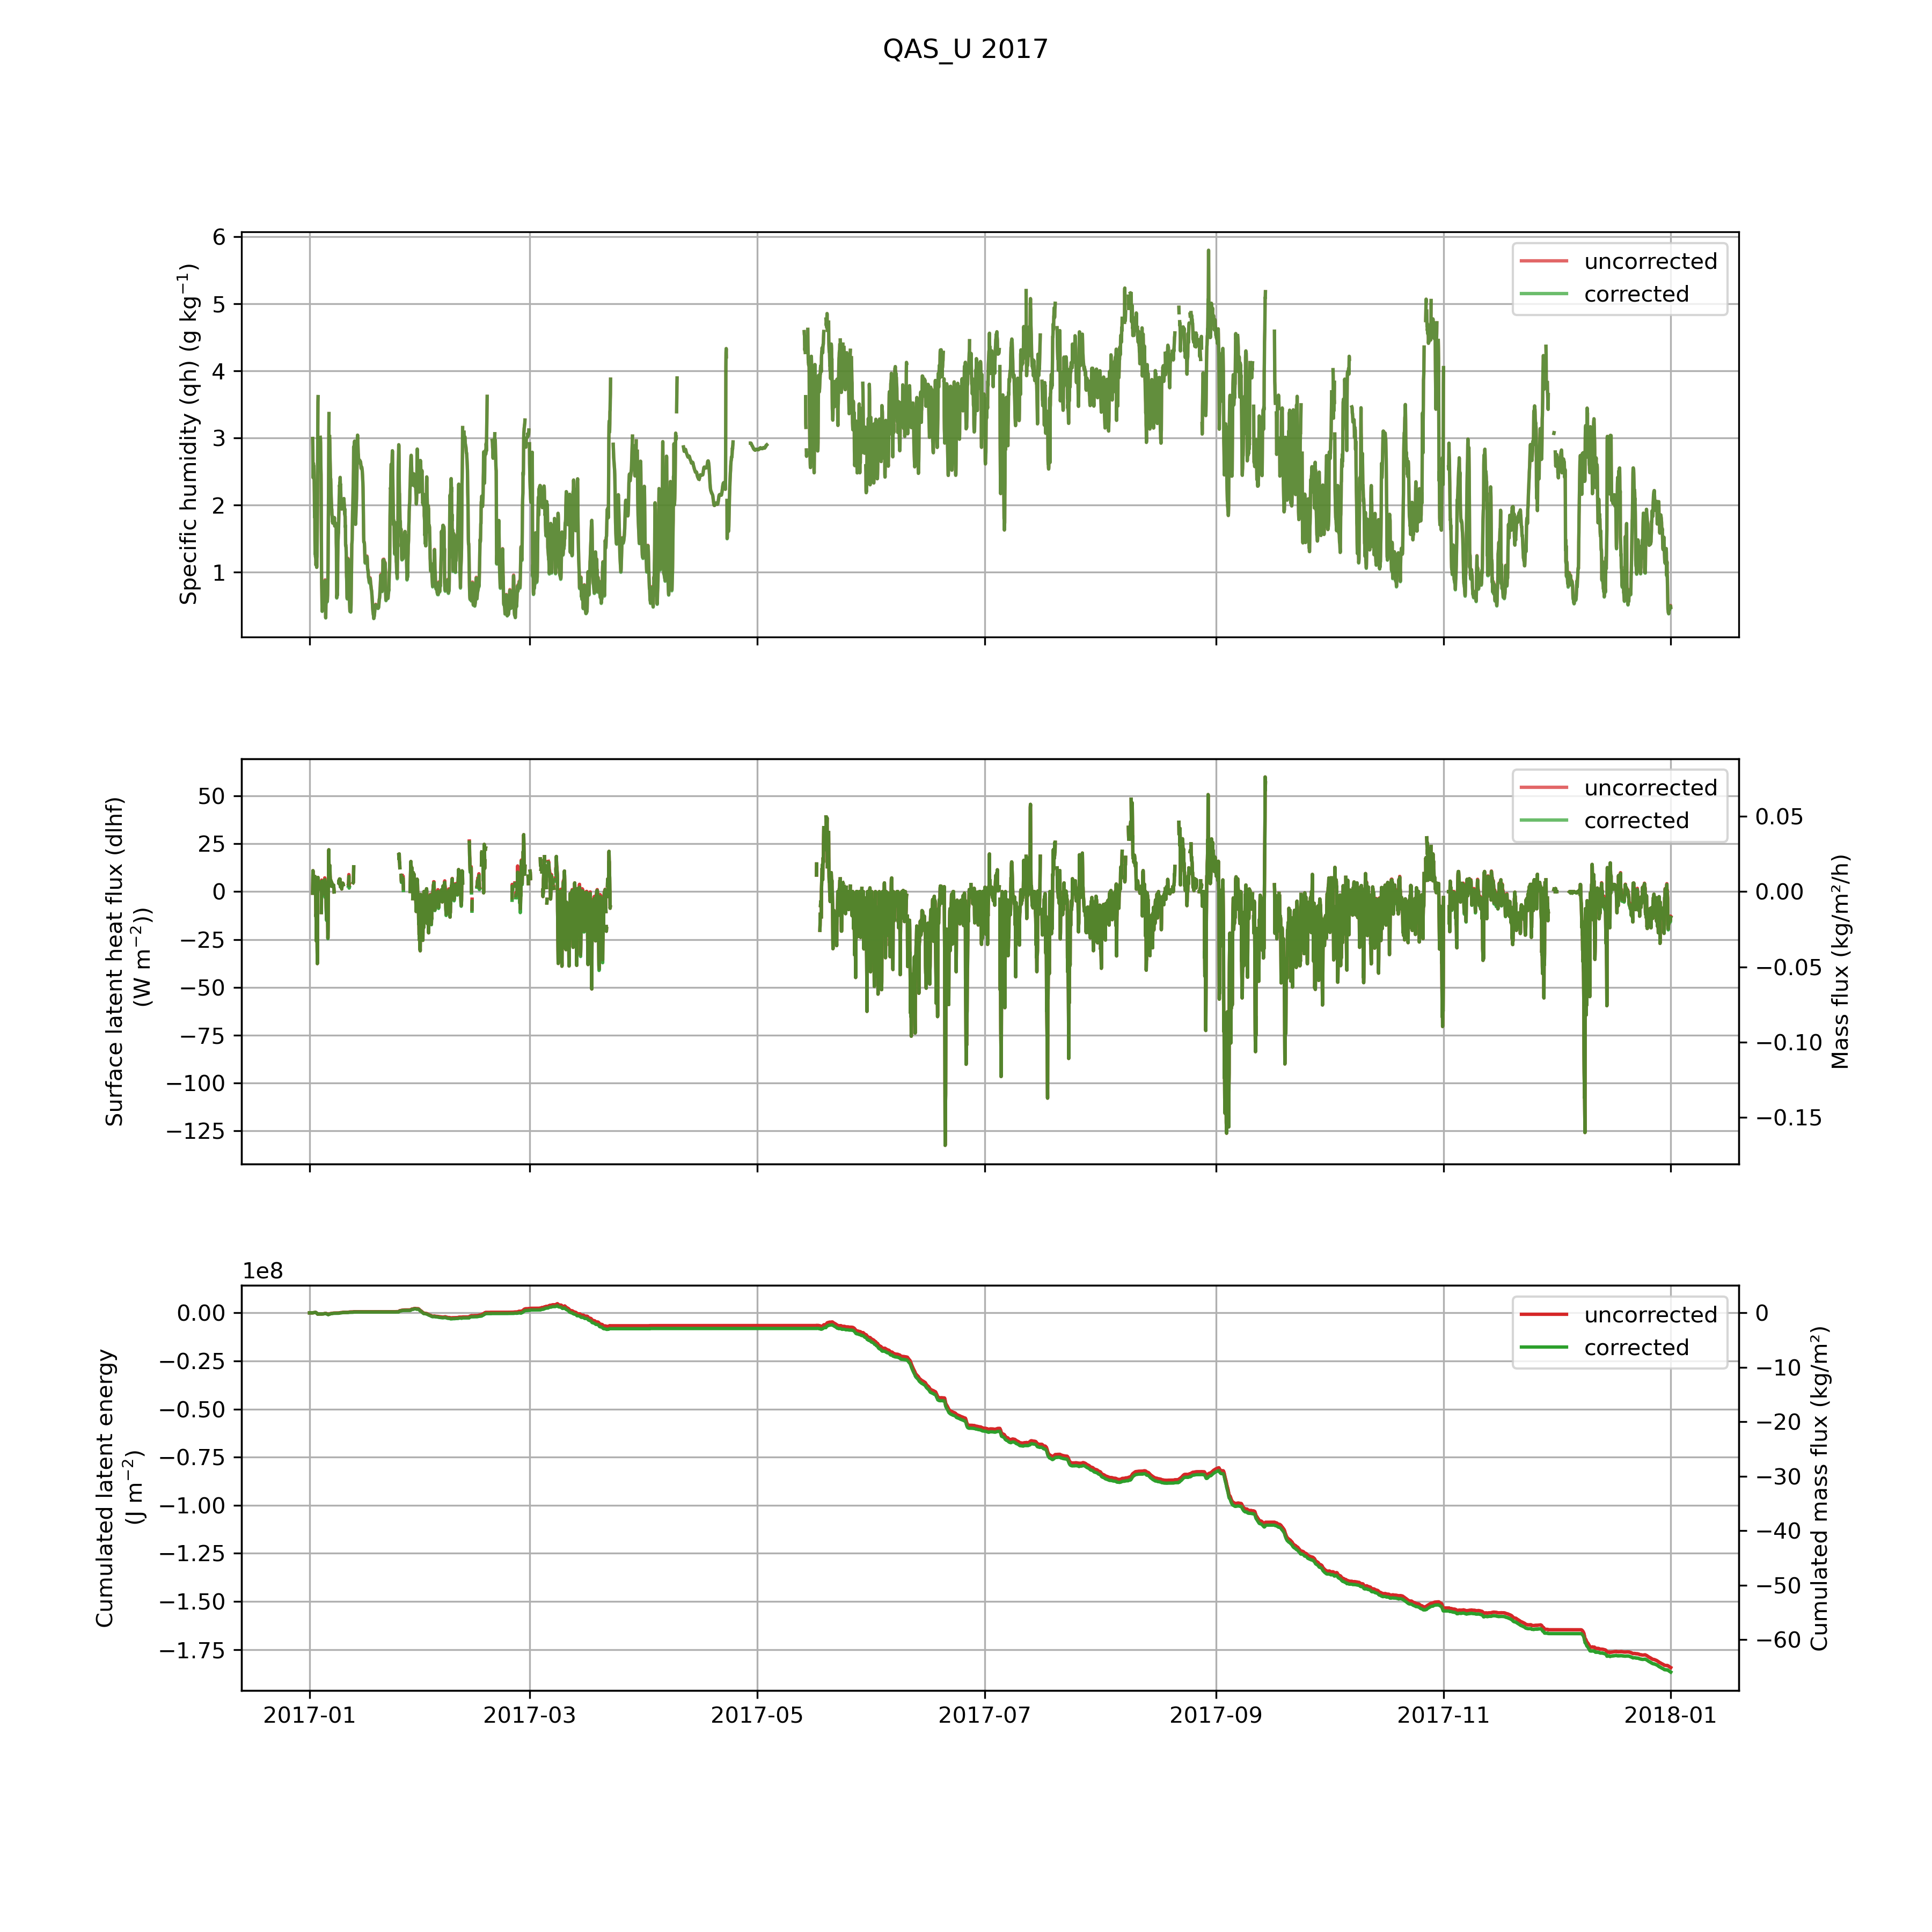 QAS_U 2017
Specific humidity (qh) (g kg⁻¹)
6
5
4
3
2
1
uncorrected
corrected
Surface latent heat flux (dlhf)
(W m⁻²))
50
25
0
−25
−50
−75
−100
−125
uncorrected
corrected
0.05
0.00
−0.05
−0.10
−0.15
Mass flux (kg/m²/h)
1e8
Cumulated latent energy
(J m⁻²)
0.00
−0.25
−0.50
−0.75
−1.00
−1.25
−1.50
−1.75
uncorrected
corrected
0
−10
−20
−30
−40
−50
−60
Cumulated mass flux (kg/m²)
2017-01 2017-03 2017-05 2017-07 2017-09 2017-11 2018-01